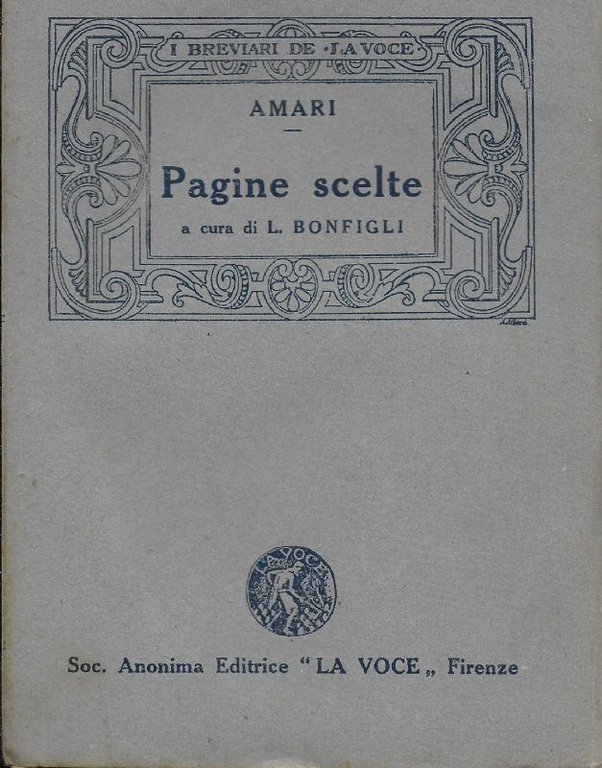 I BREVIARI DE · LA VOCE ·
AMARI
Pagine scelte
a cura di L. BONFIGLI
LA VOCE
Soc. Anonima Editrice “LA VOCE„ Firenze